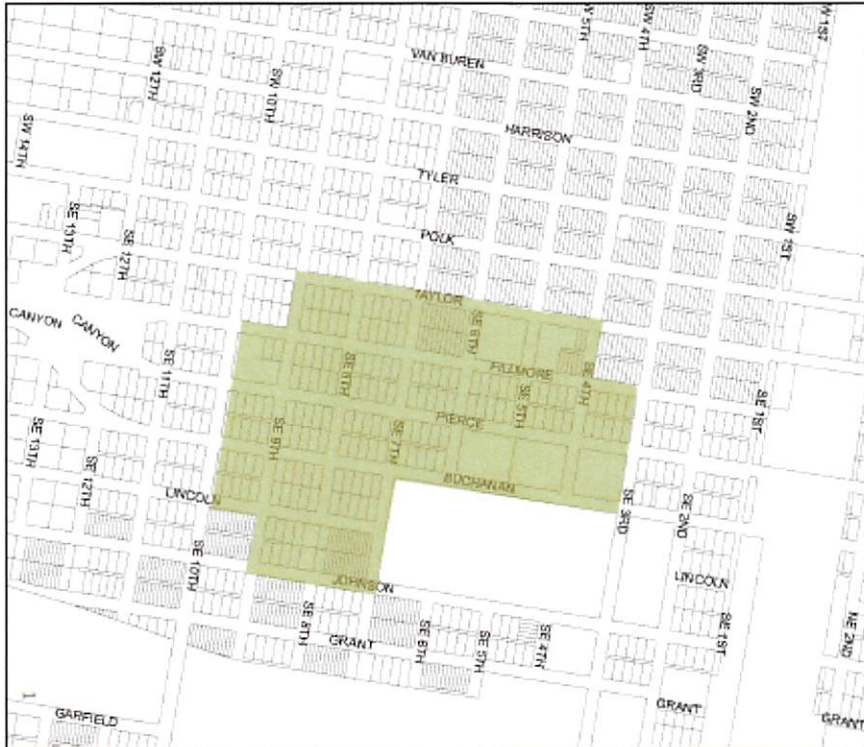 SW 5TH
SW 4TH
SW 1ST
VAN BUREN
SW 3RD
SW 12TH
SW 10TH
SW 2ND
HARRISON
SW 14TH
TYLER
SE 13TH
POLK
SW 1ST
SE 12TH
TAYLOR
CANYON
CANYON
SE 6TH
FILLMORE
SE 11TH
SE 8TH
SE 4TH
SE 5TH
SE 1ST
PIERCE
SE 13TH
SE 9TH
SE 7TH
SE 12TH
BUCHANAN
LINCOLN
SE 3RD
SE 2ND
SE 10TH
LINCOLN
JOHNSON
SE 8TH
GRANT
SE 6TH
SE 5TH
SE 4TH
SE 1ST
NE 2ND
1
GARFIELD
GRANT
GRANT